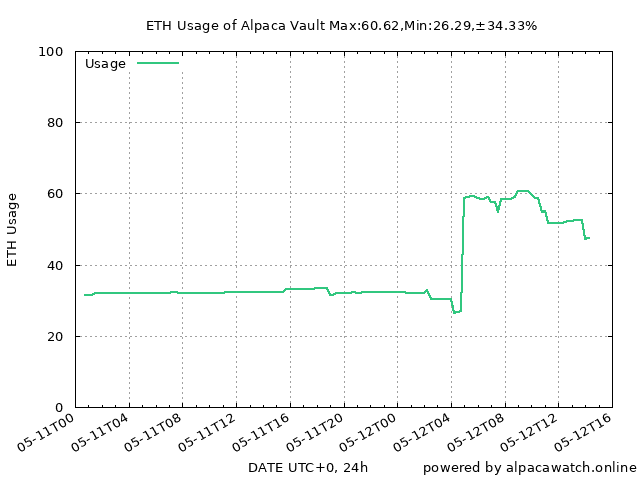 ETH Usage of Alpaca Vault Max:60.62,Min:26.29,±34.33%
Usage
100
80
60
40
20
0
ETH Usage
05-11T00
05-11T04
05-11T08
05-11T12
05-11T16
05-11T20
05-12T00
05-12T04
05-12T08
05-12T12
05-12T16
DATE UTC+0, 24h
powered by alpacawatch.online